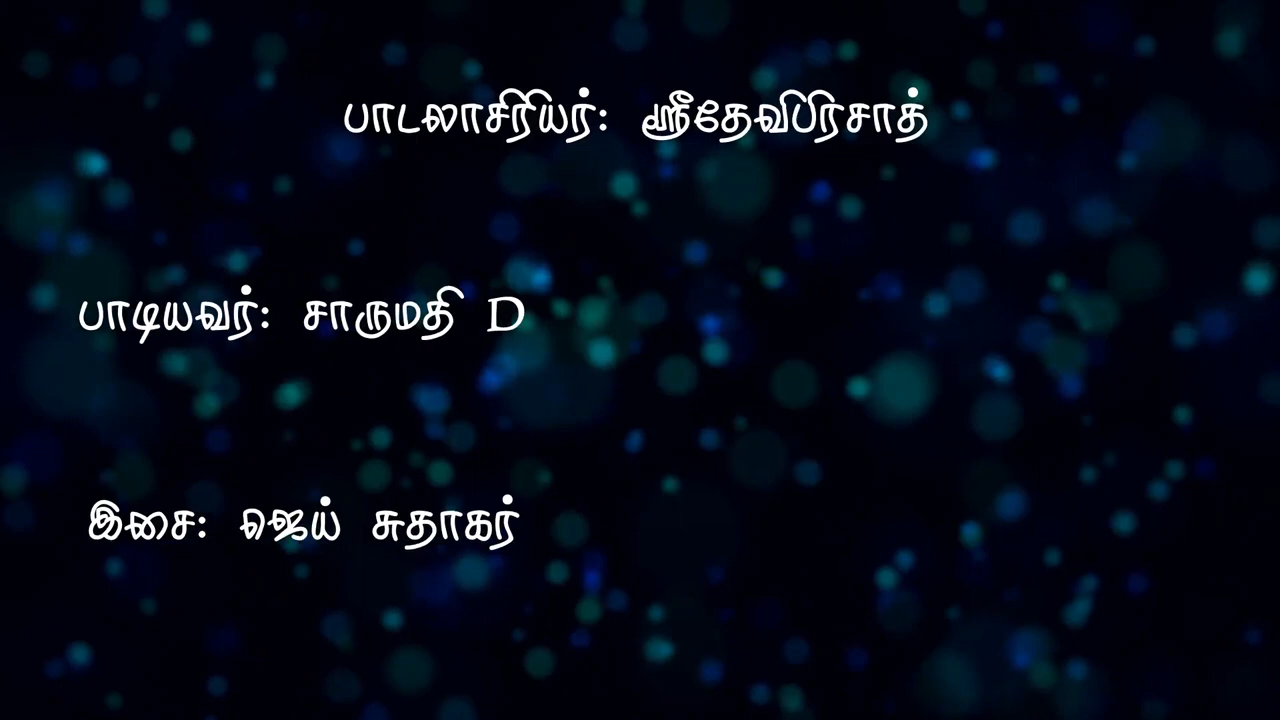 பாடலாசிரியர்: ஸ்ரீதேவிபிரசாத்
பாடியவர்: சாருமதி D
இசை: ஜெய் சுதாகர்